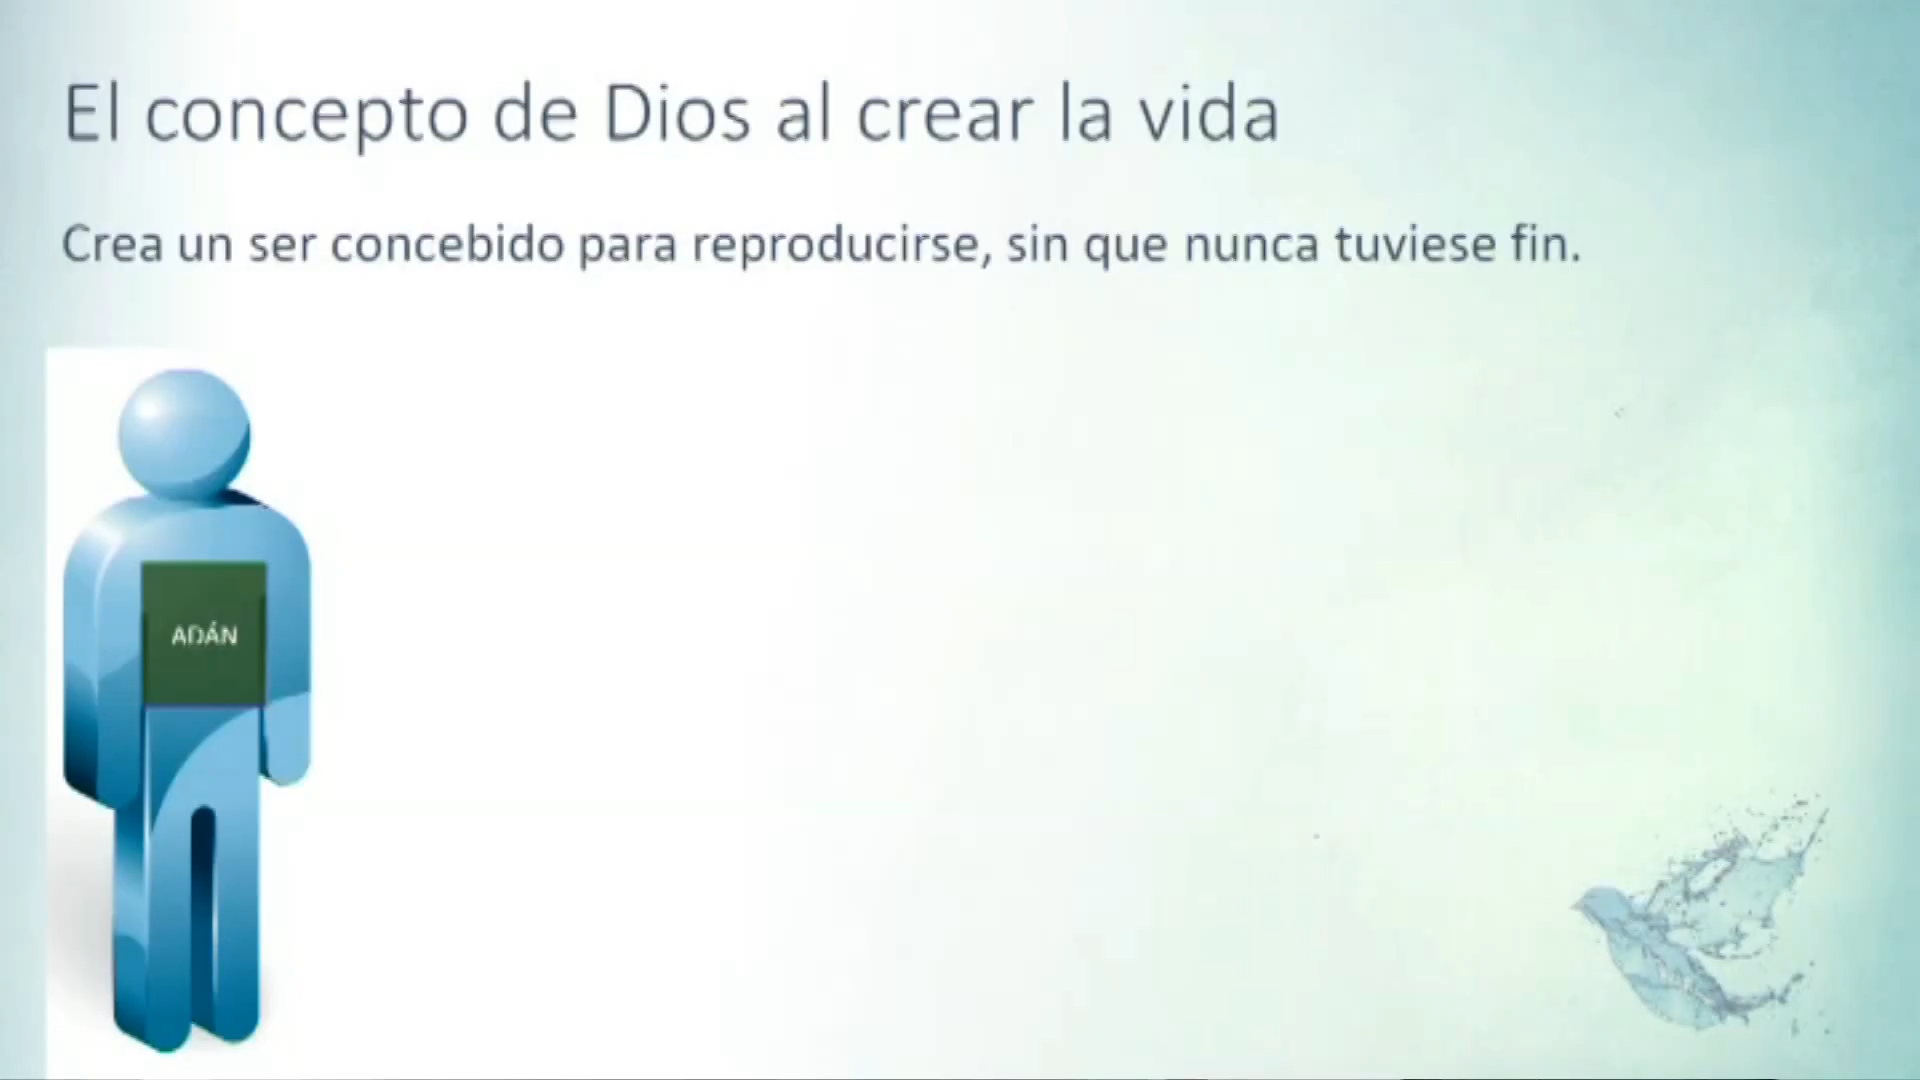 El concepto de Dios al crear la vida
Crea un ser concebido para reproducirse, sin que nunca tuviese fin.
ADÁN